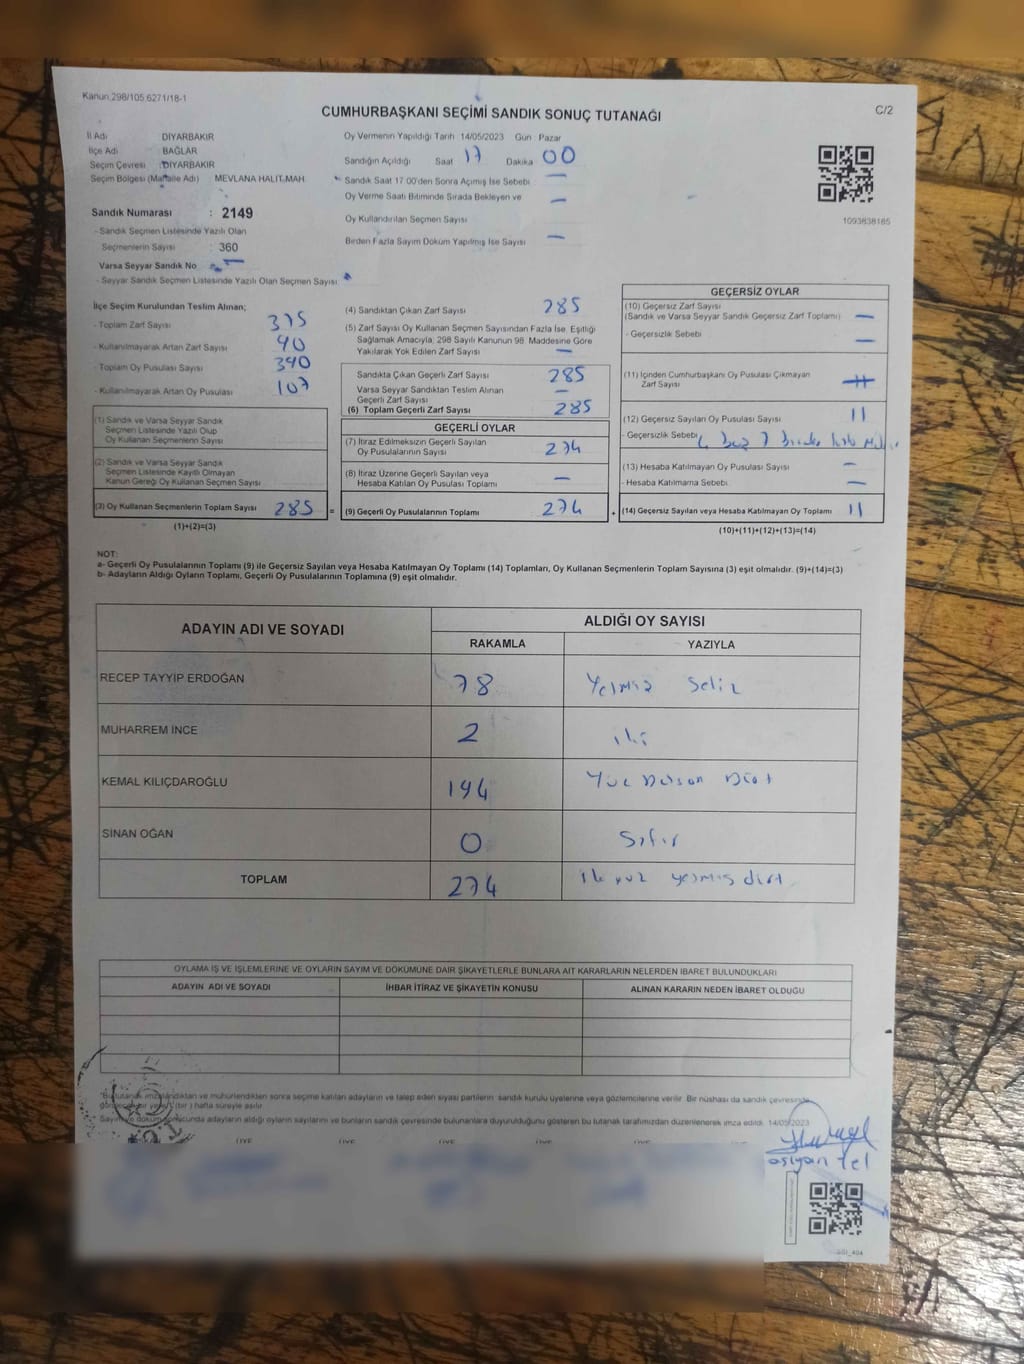 Kanun 298/105,6271/18-1
C/2
CUMHURBAŞKANI SEÇİMİ SANDIK SONUÇ TUTANAĞI
İl Adı DİYARBAKIR
İlçe Adı BAĞLAR
Seçim Çevresi : DİYARBAKIR
Seçim Bölgesi (Mahalle Adı) MEVLANA HALİT MAH.
Sandık Numarası : 2149
- Sandık Seçmen Listesinde Yazılı Olan
Seçmenlerin Sayısı : 360
Varsa Seyyar Sandık No
- Seyyar Sandık Seçmen Listesinde Yazılı Olan Seçmen Sayısı
Oy Vermenin Yapıldığı Tarih 14/05/2023 Gün Pazar
Sandığın Açıldığı Saat 17 Dakika 00
Sandık Saat 17 00'den Sonra Açımış İse Sebebi —
Oy Verme Saati Bitiminde Sırada Bekleyen ve —
Oy Kullandırılan Seçmen Sayısı
Birden Fazla Sayım Döküm Yapılmış İse Sayısı —
1093838165
İlçe Seçim Kurulundan Teslim Alınan;
- Toplam Zarf Sayısı 375
- Kullanılmayarak Artan Zarf Sayısı 90
- Toplam Oy Pusulası Sayısı 390
- Kullanılmayarak Artan Oy Pusulası 107
(1) Sandık ve Varsa Seyyar Sandık
Seçmen Listesinde Yazılı Olup
Oy Kullanan Seçmenlerin Sayısı
(2) Sandık ve Varsa Seyyar Sandık
Seçmen Listesinde Kayıtlı Olmayan
Kanun Gereği Oy Kullanan Seçmen Sayısı
(3) Oy Kullanan Seçmenlerin Toplam Sayısı 285 =
(1)+(2)=(3)
(4) Sandıktan Çıkan Zarf Sayısı 285
(5) Zarf Sayısı Oy Kullanan Seçmen Sayısından Fazla İse, Eşitliği
Sağlamak Amacıyla, 298 Sayılı Kanunun 98. Maddesine Göre
Yakılarak Yok Edilen Zarf Sayısı —
Sandıkta Çıkan Geçerli Zarf Sayısı 285
Varsa Seyyar Sandıktan Teslim Alınan
Geçerli Zarf Sayısı —
(6) Toplam Geçerli Zarf Sayısı 285
GEÇERLİ OYLAR
(7) İtiraz Edilmeksizin Geçerli Sayılan
Oy Pusulalarının Sayısı 274
(8) İtiraz Üzerine Geçerli Sayılan veya
Hesaba Katılan Oy Pusulası Toplamı —
(9) Geçerli Oy Pusulalarının Toplamı 274 +
GEÇERSİZ OYLAR
(10) Geçersiz Zarf Sayısı
(Sandık ve Varsa Seyyar Sandık Geçersiz Zarf Toplamı) —
- Geçersizlik Sebebi —
(11) İçinden Cumhurbaşkanı Oy Pusulası Çıkmayan
Zarf Sayısı
(12) Geçersiz Sayılan Oy Pusulası Sayısı 11
- Geçersizlik Sebebi
(13) Hesaba Katılmayan Oy Pusulası Sayısı —
- Hesaba Katılmama Sebebi —
(14) Geçersiz Sayılan veya Hesaba Katılmayan Oy Toplamı 11
(10)+(11)+(12)+(13)=(14)
NOT:
a- Geçerli Oy Pusulalarının Toplamı (9) ile Geçersiz Sayılan veya Hesaba Katılmayan Oy Toplamı (14) Toplamları, Oy Kullanan Seçmenlerin Toplam Sayısına (3) eşit olmalıdır. (9)+(14)=(3)
b- Adayların Aldığı Oyların Toplamı, Geçerli Oy Pusulalarının Toplamına (9) eşit olmalıdır.
ADAYIN ADI VE SOYADI ALDIĞI OY SAYISI
RAKAMLA YAZIYLA
RECEP TAYYİP ERDOĞAN 78 Yetmiş Sekiz
MUHARREM İNCE 2 iki
KEMAL KILIÇDAROĞLU 194 Yüz Doksan Dört
SİNAN OĞAN 0 Sıfır
TOPLAM 274 iki yüz yetmiş dört
OYLAMA İŞ VE İŞLEMLERİNE VE OYLARIN SAYIM VE DÖKÜMÜNE DAİR ŞİKAYETLERLE BUNLARA AİT KARARLARIN NELERDEN İBARET BULUNDUKLARI
ADAYIN ADI VE SOYADI İHBAR İTİRAZ VE ŞİKAYETİN KONUSU ALINAN KARARIN NEDEN İBARET OLDUĞU
imzalandıktan ve mühürlendikten sonra seçime katılan adayların ve talep eden siyasi partilerin sandık kurulu üyelerine veya gözlemcilerine verilir. Bir nüshası da sandık çevresinde
(bir) hafta süreyle asılır
Sayım ve döküm sonucunda adayların aldığı oyların sayılarını ve bunların sandık çevresinde bulunanlara duyurulduğunu gösteren bu tutanak tarafımızdan düzenlenerek imza edildi. 14/05/2023